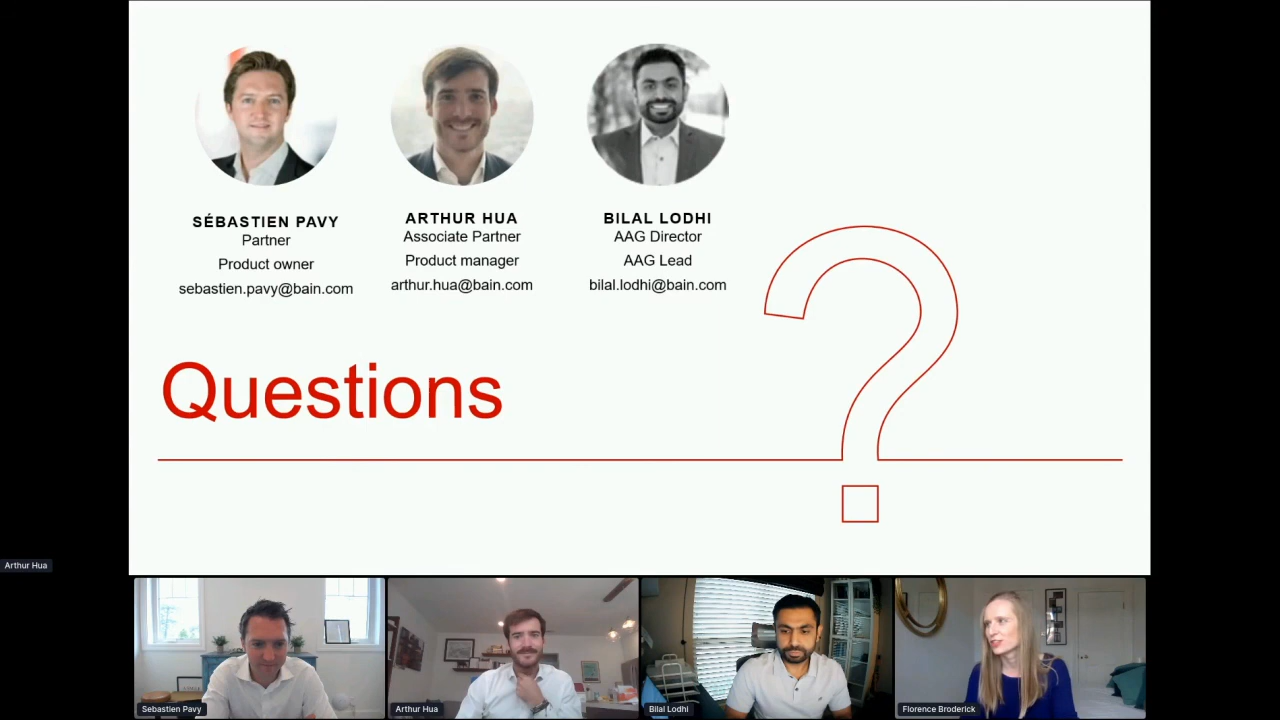 SÉBASTIEN PAVY
Partner
Product owner
sebastien.pavy@bain.com
ARTHUR HUA
Associate Partner
Product manager
arthur.hua@bain.com
BILAL LODHI
AAG Director
AAG Lead
bilal.lodhi@bain.com
Questions
?
Arthur Hua
Sebastien Pavy
Arthur Hua
Bilal Lodhi
Florence Broderick